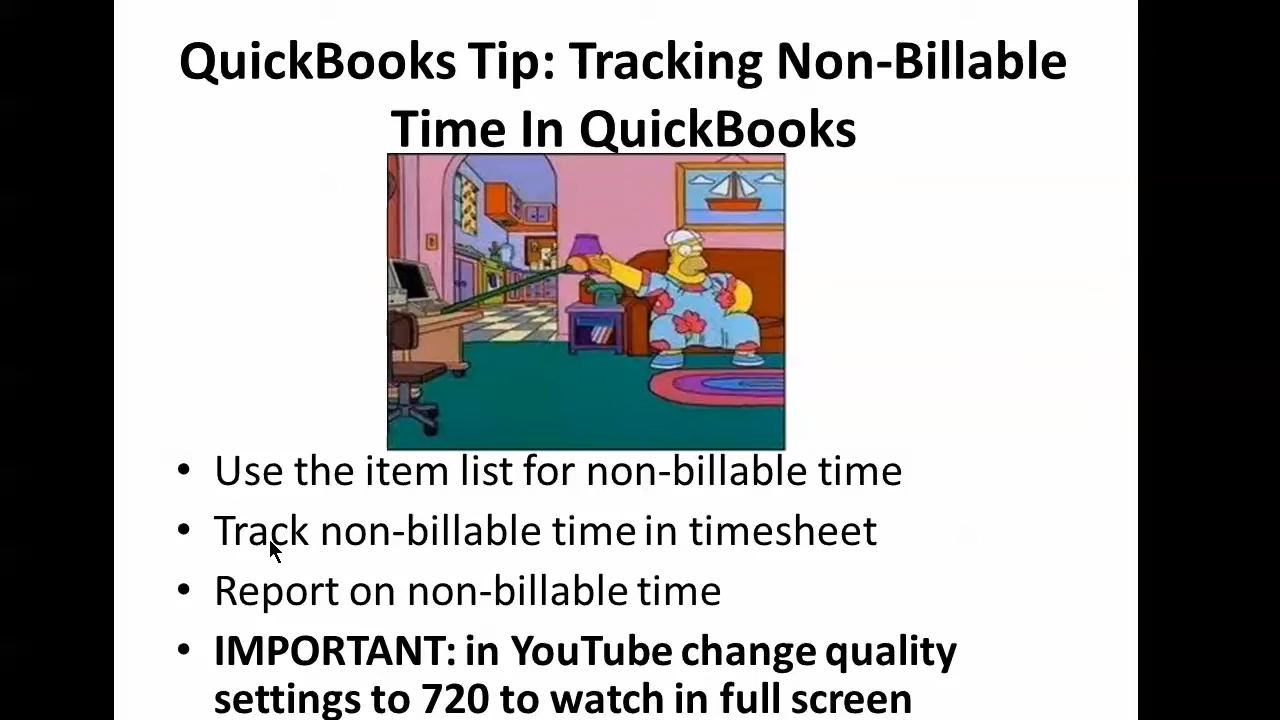 QuickBooks Tip: Tracking Non-Billable
Time In QuickBooks
• Use the item list for non-billable time
• Track non-billable time in timesheet
• Report on non-billable time
• IMPORTANT: in YouTube change quality
settings to 720 to watch in full screen